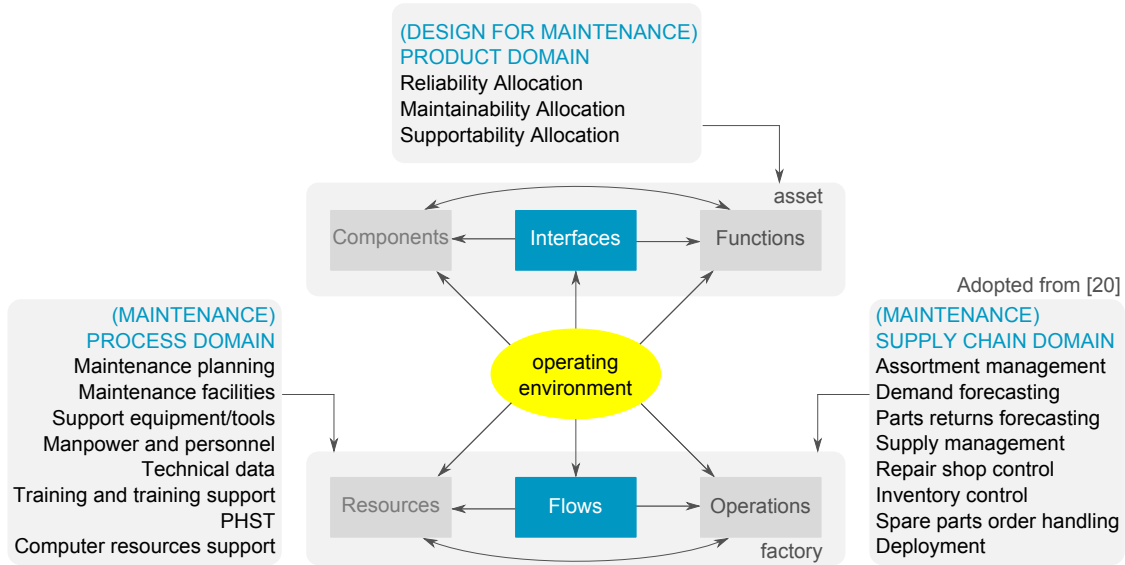 (DESIGN FOR MAINTENANCE)
PRODUCT DOMAIN
Reliability Allocation
Maintainability Allocation
Supportability Allocation
asset
Components
Interfaces
Functions
Adopted from [20]
(MAINTENANCE)
PROCESS DOMAIN
Maintenance planning
Maintenance facilities
Support equipment/tools
Manpower and personnel
Technical data
Training and training support
PHST
Computer resources support
operating
environment
(MAINTENANCE)
SUPPLY CHAIN DOMAIN
Assortment management
Demand forecasting
Parts returns forecasting
Supply management
Repair shop control
Inventory control
Spare parts order handling
Deployment
Resources
Flows
Operations
factory